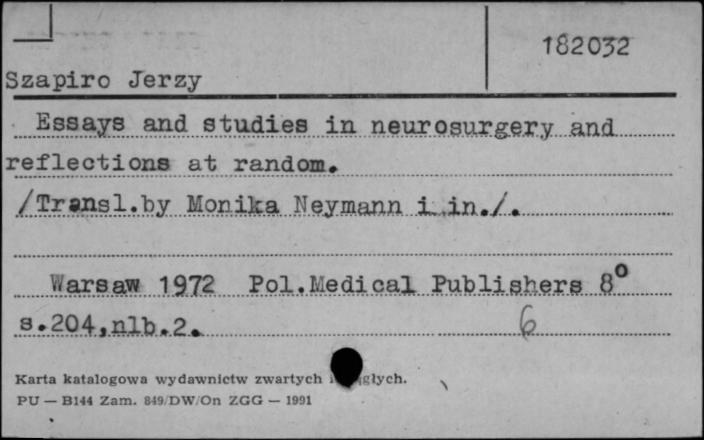 182032
Szapiro Jerzy
Essays and studies in neurosurgery and
reflections at random.
/Transl.by Monika Neymann i in./.
Warsaw 1972 Pol.Medical Publishers 8°
s.204,nlb.2.
6
Karta katalogowa wydawnictw zwartych
PU — B144 Zam. 849/DW/On ZGG — 1991